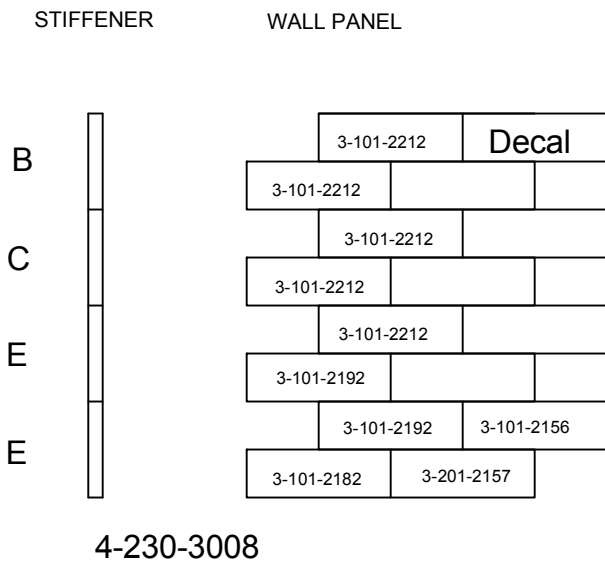 STIFFENER WALL PANEL
3-101-2212 Decal
B
3-101-2212
3-101-2212
C
3-101-2212
3-101-2212
E
3-101-2192
3-101-2192 3-101-2156
E
3-101-2182 3-201-2157
4-230-3008